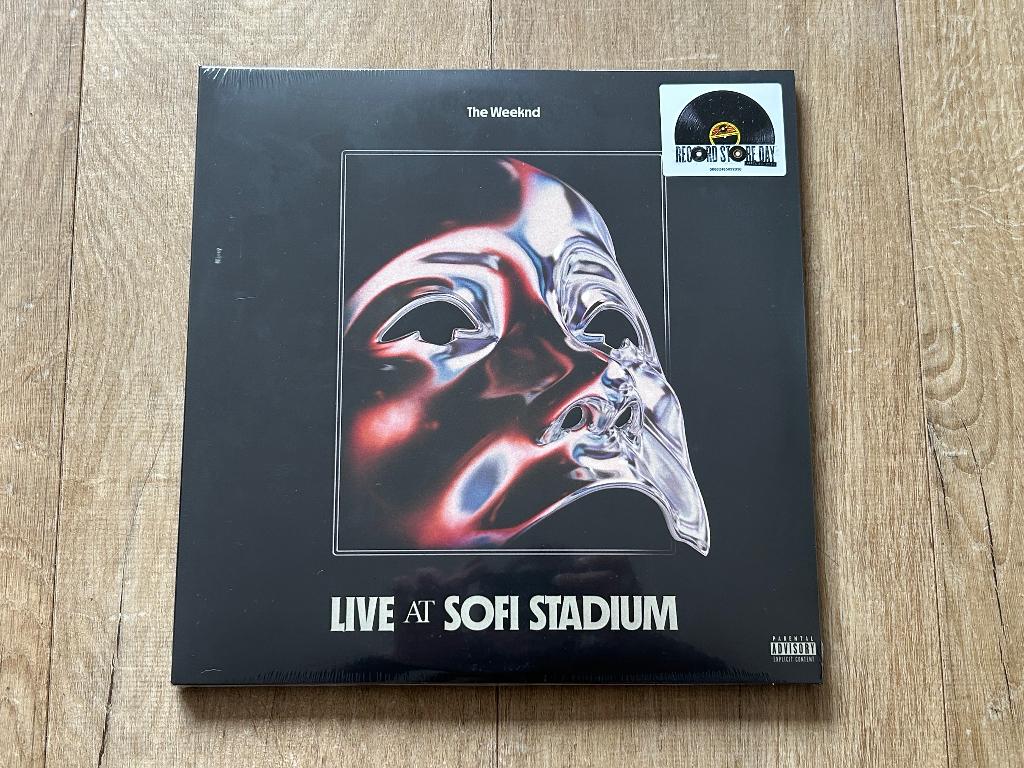 The Weeknd
RECORD STORE DAY
LIVE AT SOFI STADIUM
PARENTAL
ADVISORY
EXPLICIT CONTENT